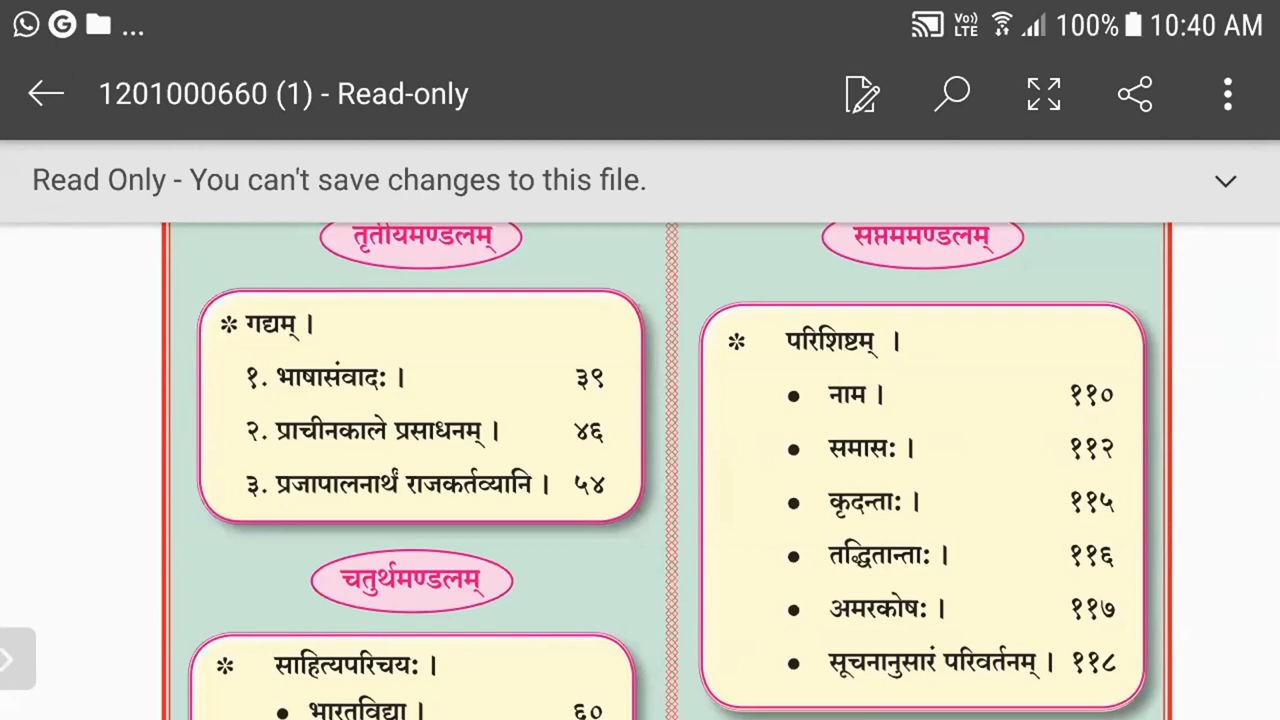 ... 100% 10:40 AM
1201000660 (1) - Read-only
Read Only - You can't save changes to this file.
तृतीयमण्डलम्
* गद्यम् ।
१. भाषासंवाद: । ३९
२. प्राचीनकाले प्रसाधनम् । ४६
३. प्रजापालनार्थं राजकर्तव्यानि । ५४
चतुर्थमण्डलम्
* साहित्यपरिचय: ।
• भारतविद्या । ६०
सप्तममण्डलम्
* परिशिष्टम् ।
• नाम । ११०
• समास: । ११२
• कृदन्ता: । ११५
• तद्धितान्ता: । ११६
• अमरकोष: । ११७
• सूचनानुसारं परिवर्तनम् । ११८